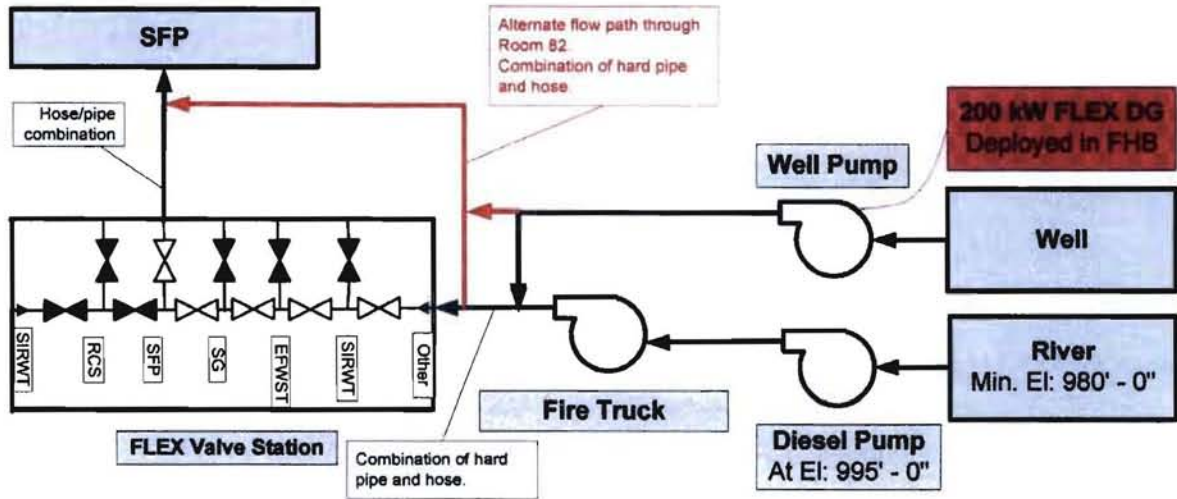 SFP
Alternate flow path through
Room 82.
Combination of hard pipe
and hose.
Hose/pipe
combination
200 kW FLEX DG
Deployed in FHB
Well Pump
Well
SIRWT
RCS
SFP
SG
EFWST
SIRWT
Other
River
Min. El: 980' - 0"
Fire Truck
FLEX Valve Station
Combination of hard
pipe and hose.
Diesel Pump
At El: 995' - 0"